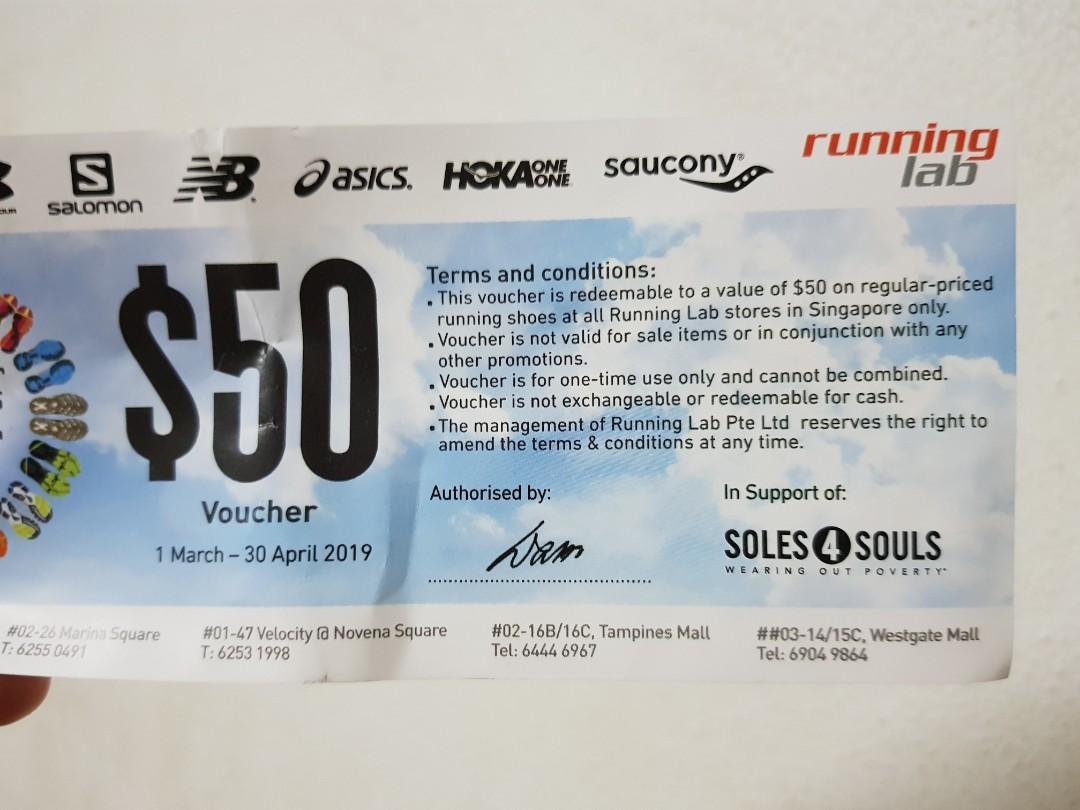 SALOMON
NB
asics.
HOKA ONE ONE
saucony®
running lab
$50
Voucher
1 March – 30 April 2019
Terms and conditions:
• This voucher is redeemable to a value of $50 on regular-priced
running shoes at all Running Lab stores in Singapore only.
• Voucher is not valid for sale items or in conjunction with any
other promotions.
• Voucher is for one-time use only and cannot be combined.
• Voucher is not exchangeable or redeemable for cash.
• The management of Running Lab Pte Ltd reserves the right to
amend the terms & conditions at any time.
Authorised by:
In Support of:
SOLES 4 SOULS
WEARING OUT POVERTY
#02-26 Marina Square
T: 6255 0491
#01-47 Velocity @ Novena Square
T: 6253 1998
#02-16B/16C, Tampines Mall
Tel: 6444 6967
##03-14/15C, Westgate Mall
Tel: 6904 9864